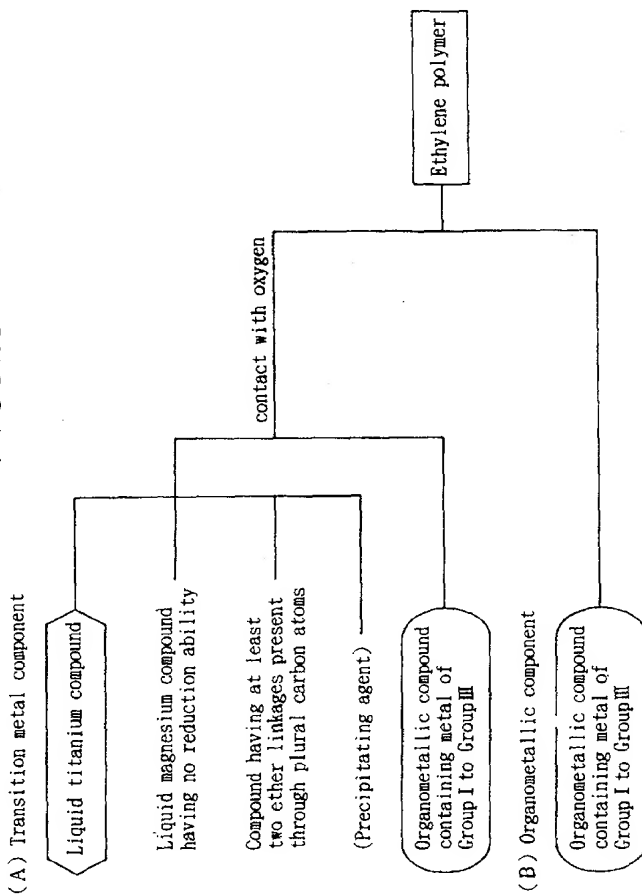 (A) Transition metal component
Liquid titanium compound
Liquid magnesium compound
having no reduction ability
Compound having at least
two ether linkages present
through plural carbon atoms
(Precipitating agent)
Organometallic compound
containing metal of
Group I to Group III
contact with oxygen
Ethylene polymer
(B) Organometallic component
Organometallic compound
containing metal of
Group I to Group III